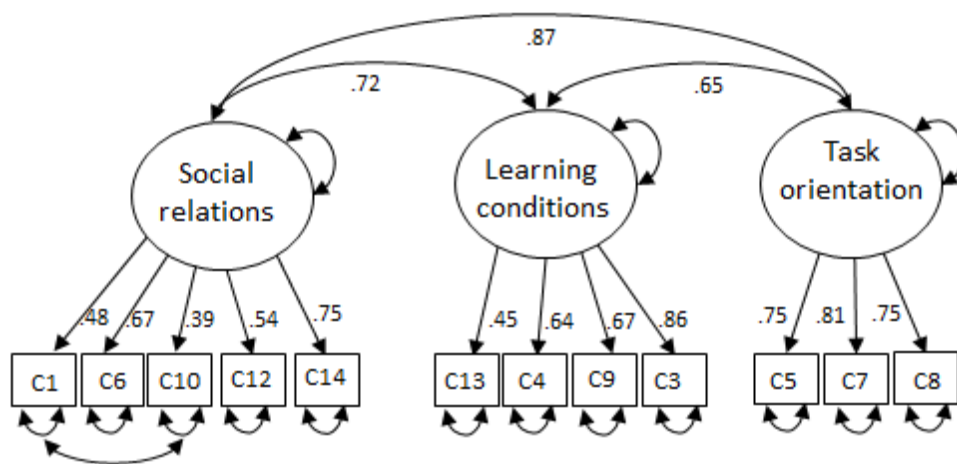 .87
.72
.65
Social
relations
Learning
conditions
Task
orientation
.48 .67 .39 .54 .75
.45 .64 .67 .86
.75 .81 .75
C1 C6 C10 C12 C14
C13 C4 C9 C3
C5 C7 C8